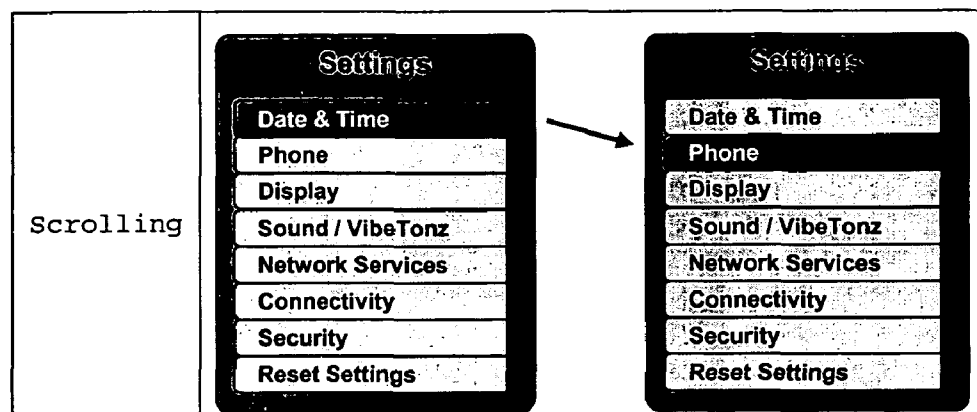 Scrolling
Settings
Date & Time
Phone
Display
Sound / VibeTonz
Network Services
Connectivity
Security
Reset Settings
Settings
Date & Time
Phone
Display
Sound / VibeTonz
Network Services
Connectivity
Security
Reset Settings